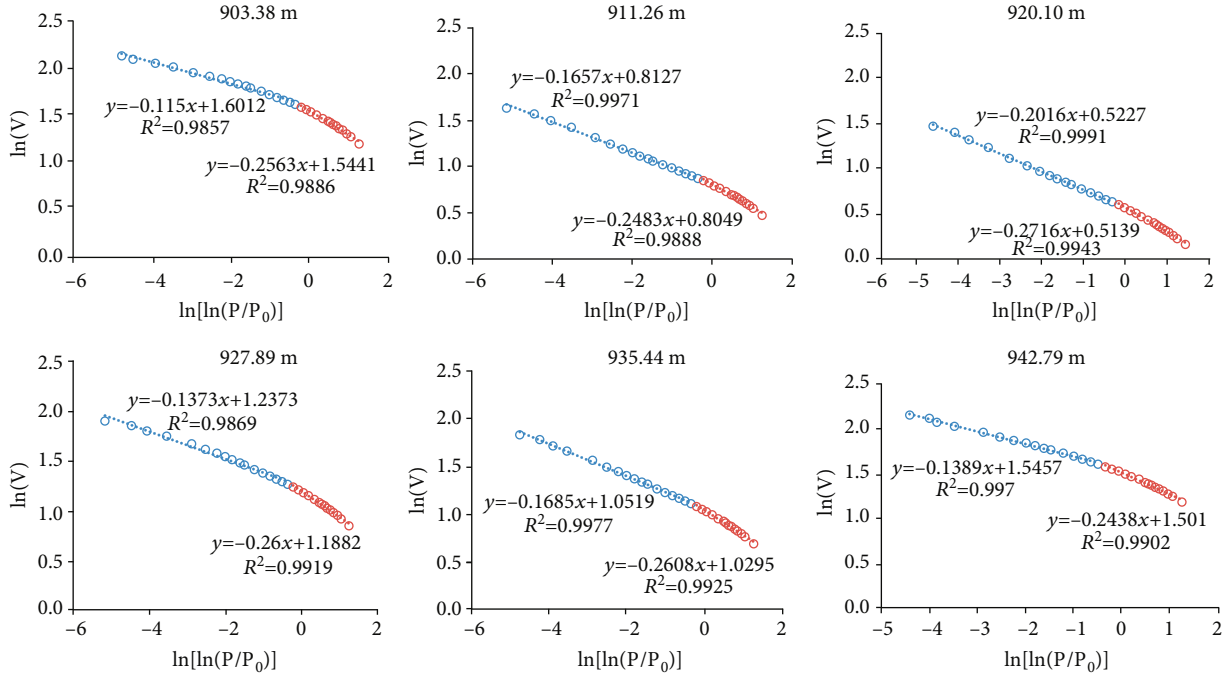 903.38 m
2.5
2.0
1.5
1.0
0.5
0.0
ln(V)
y=–0.115x+1.6012
R²=0.9857
y=–0.2563x+1.5441
R²=0.9886
–6 –4 –2 0 2
ln[ln(P/P₀)]
911.26 m
2.5
2.0
1.5
1.0
0.5
0.0
ln(V)
y=–0.1657x+0.8127
R²=0.9971
y=–0.2483x+0.8049
R²=0.9888
–6 –4 –2 0 2
ln[ln(P/P₀)]
920.10 m
2.5
2.0
1.5
1.0
0.5
0.0
ln(V)
y=–0.2016x+0.5227
R²=0.9991
y=–0.2716x+0.5139
R²=0.9943
–6 –5 –4 –3 –2 –1 0 1 2
ln[ln(P/P₀)]
927.89 m
2.5
2.0
1.5
1.0
0.5
0.0
ln(V)
y=–0.1373x+1.2373
R²=0.9869
y=–0.26x+1.1882
R²=0.9919
–6 –4 –2 0 2
ln[ln(P/P₀)]
935.44 m
2.5
2.0
1.5
1.0
0.5
0.0
ln(V)
y=–0.1685x+1.0519
R²=0.9977
y=–0.2608x+1.0295
R²=0.9925
–6 –4 –2 0 2
ln[ln(P/P₀)]
942.79 m
2.5
2.0
1.5
1.0
0.5
0.0
ln(V)
y=–0.1389x+1.5457
R²=0.997
y=–0.2438x+1.501
R²=0.9902
–5 –4 –3 –2 –1 0 1 2
ln[ln(P/P₀)]